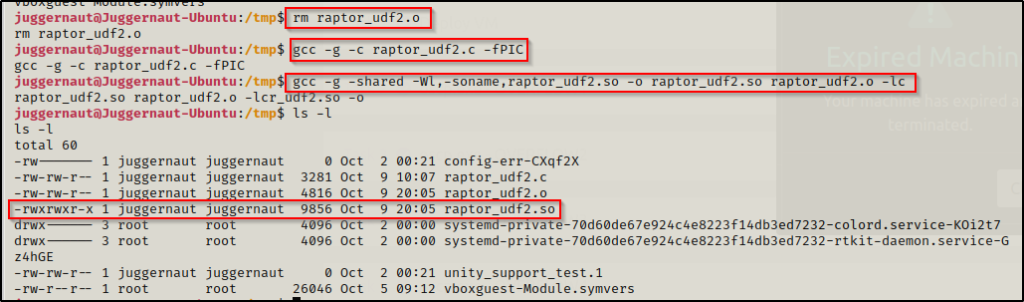 vboxguest-Module.symvers
juggernaut@Juggernaut-Ubuntu:/tmp$ rm raptor_udf2.o
rm raptor_udf2.o
juggernaut@Juggernaut-Ubuntu:/tmp$ gcc -g -c raptor_udf2.c -fPIC
gcc -g -c raptor_udf2.c -fPIC
juggernaut@Juggernaut-Ubuntu:/tmp$ gcc -g -shared -Wl,-soname,raptor_udf2.so -o raptor_udf2.so raptor_udf2.o -lc
raptor_udf2.so raptor_udf2.o -lcr_udf2.so -o
juggernaut@Juggernaut-Ubuntu:/tmp$ ls -l
ls -l
total 60
-rw------- 1 juggernaut juggernaut 0 Oct 2 00:21 config-err-CXqf2X
-rw-rw-r-- 1 juggernaut juggernaut 3281 Oct 9 10:07 raptor_udf2.c
-rw-rw-r-- 1 juggernaut juggernaut 4816 Oct 9 20:05 raptor_udf2.o
-rwxrwxr-x 1 juggernaut juggernaut 9856 Oct 9 20:05 raptor_udf2.so
drwx------ 3 root root 4096 Oct 2 00:00 systemd-private-70d60de67e924c4e8223f14db3ed7232-colord.service-KOi2t7
drwx------ 3 root root 4096 Oct 2 00:00 systemd-private-70d60de67e924c4e8223f14db3ed7232-rtkit-daemon.service-G
z4hGE
-rw-rw-r-- 1 juggernaut juggernaut 0 Oct 2 00:21 unity_support_test.1
-rw-r--r-- 1 root root 26046 Oct 5 09:12 vboxguest-Module.symvers
Expired Machin
Your machine has expired a
terminated.